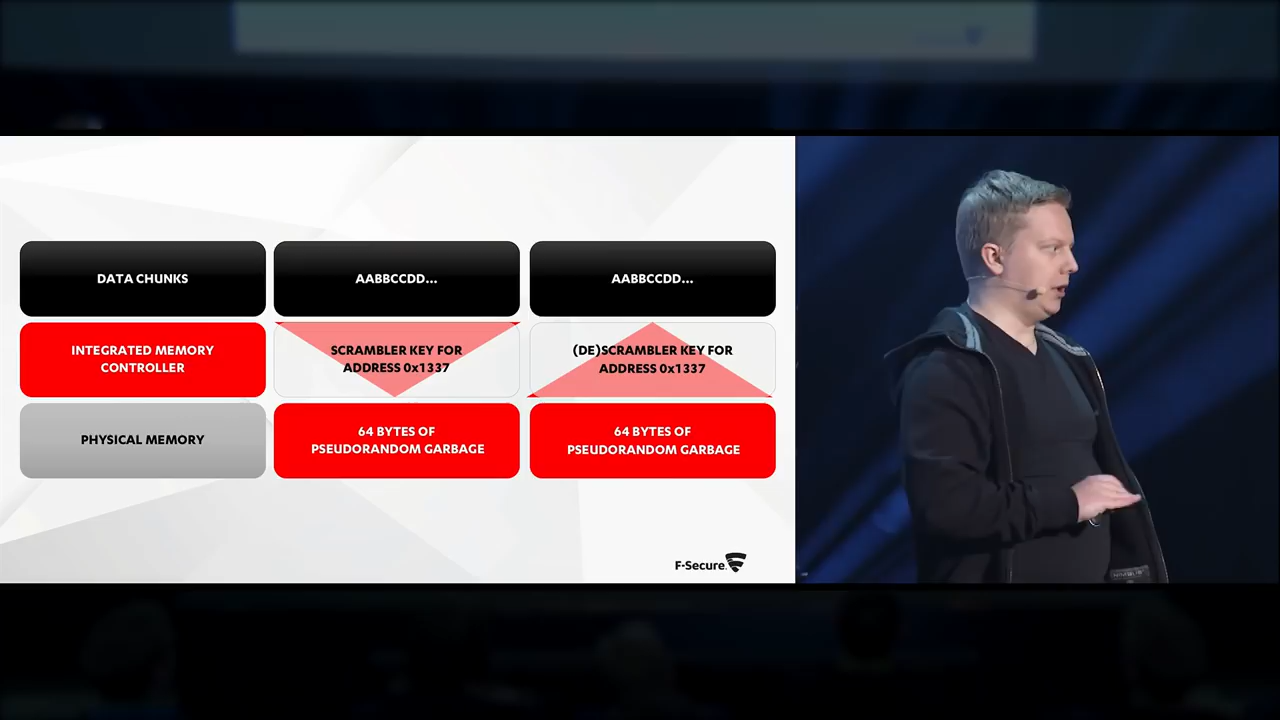 DATA CHUNKS
AABBCCDD...
AABBCCDD...
INTEGRATED MEMORY
CONTROLLER
SCRAMBLER KEY FOR
ADDRESS 0x1337
(DE)SCRAMBLER KEY FOR
ADDRESS 0x1337
PHYSICAL MEMORY
64 BYTES OF
PSEUDORANDOM GARBAGE
64 BYTES OF
PSEUDORANDOM GARBAGE
F-Secure.